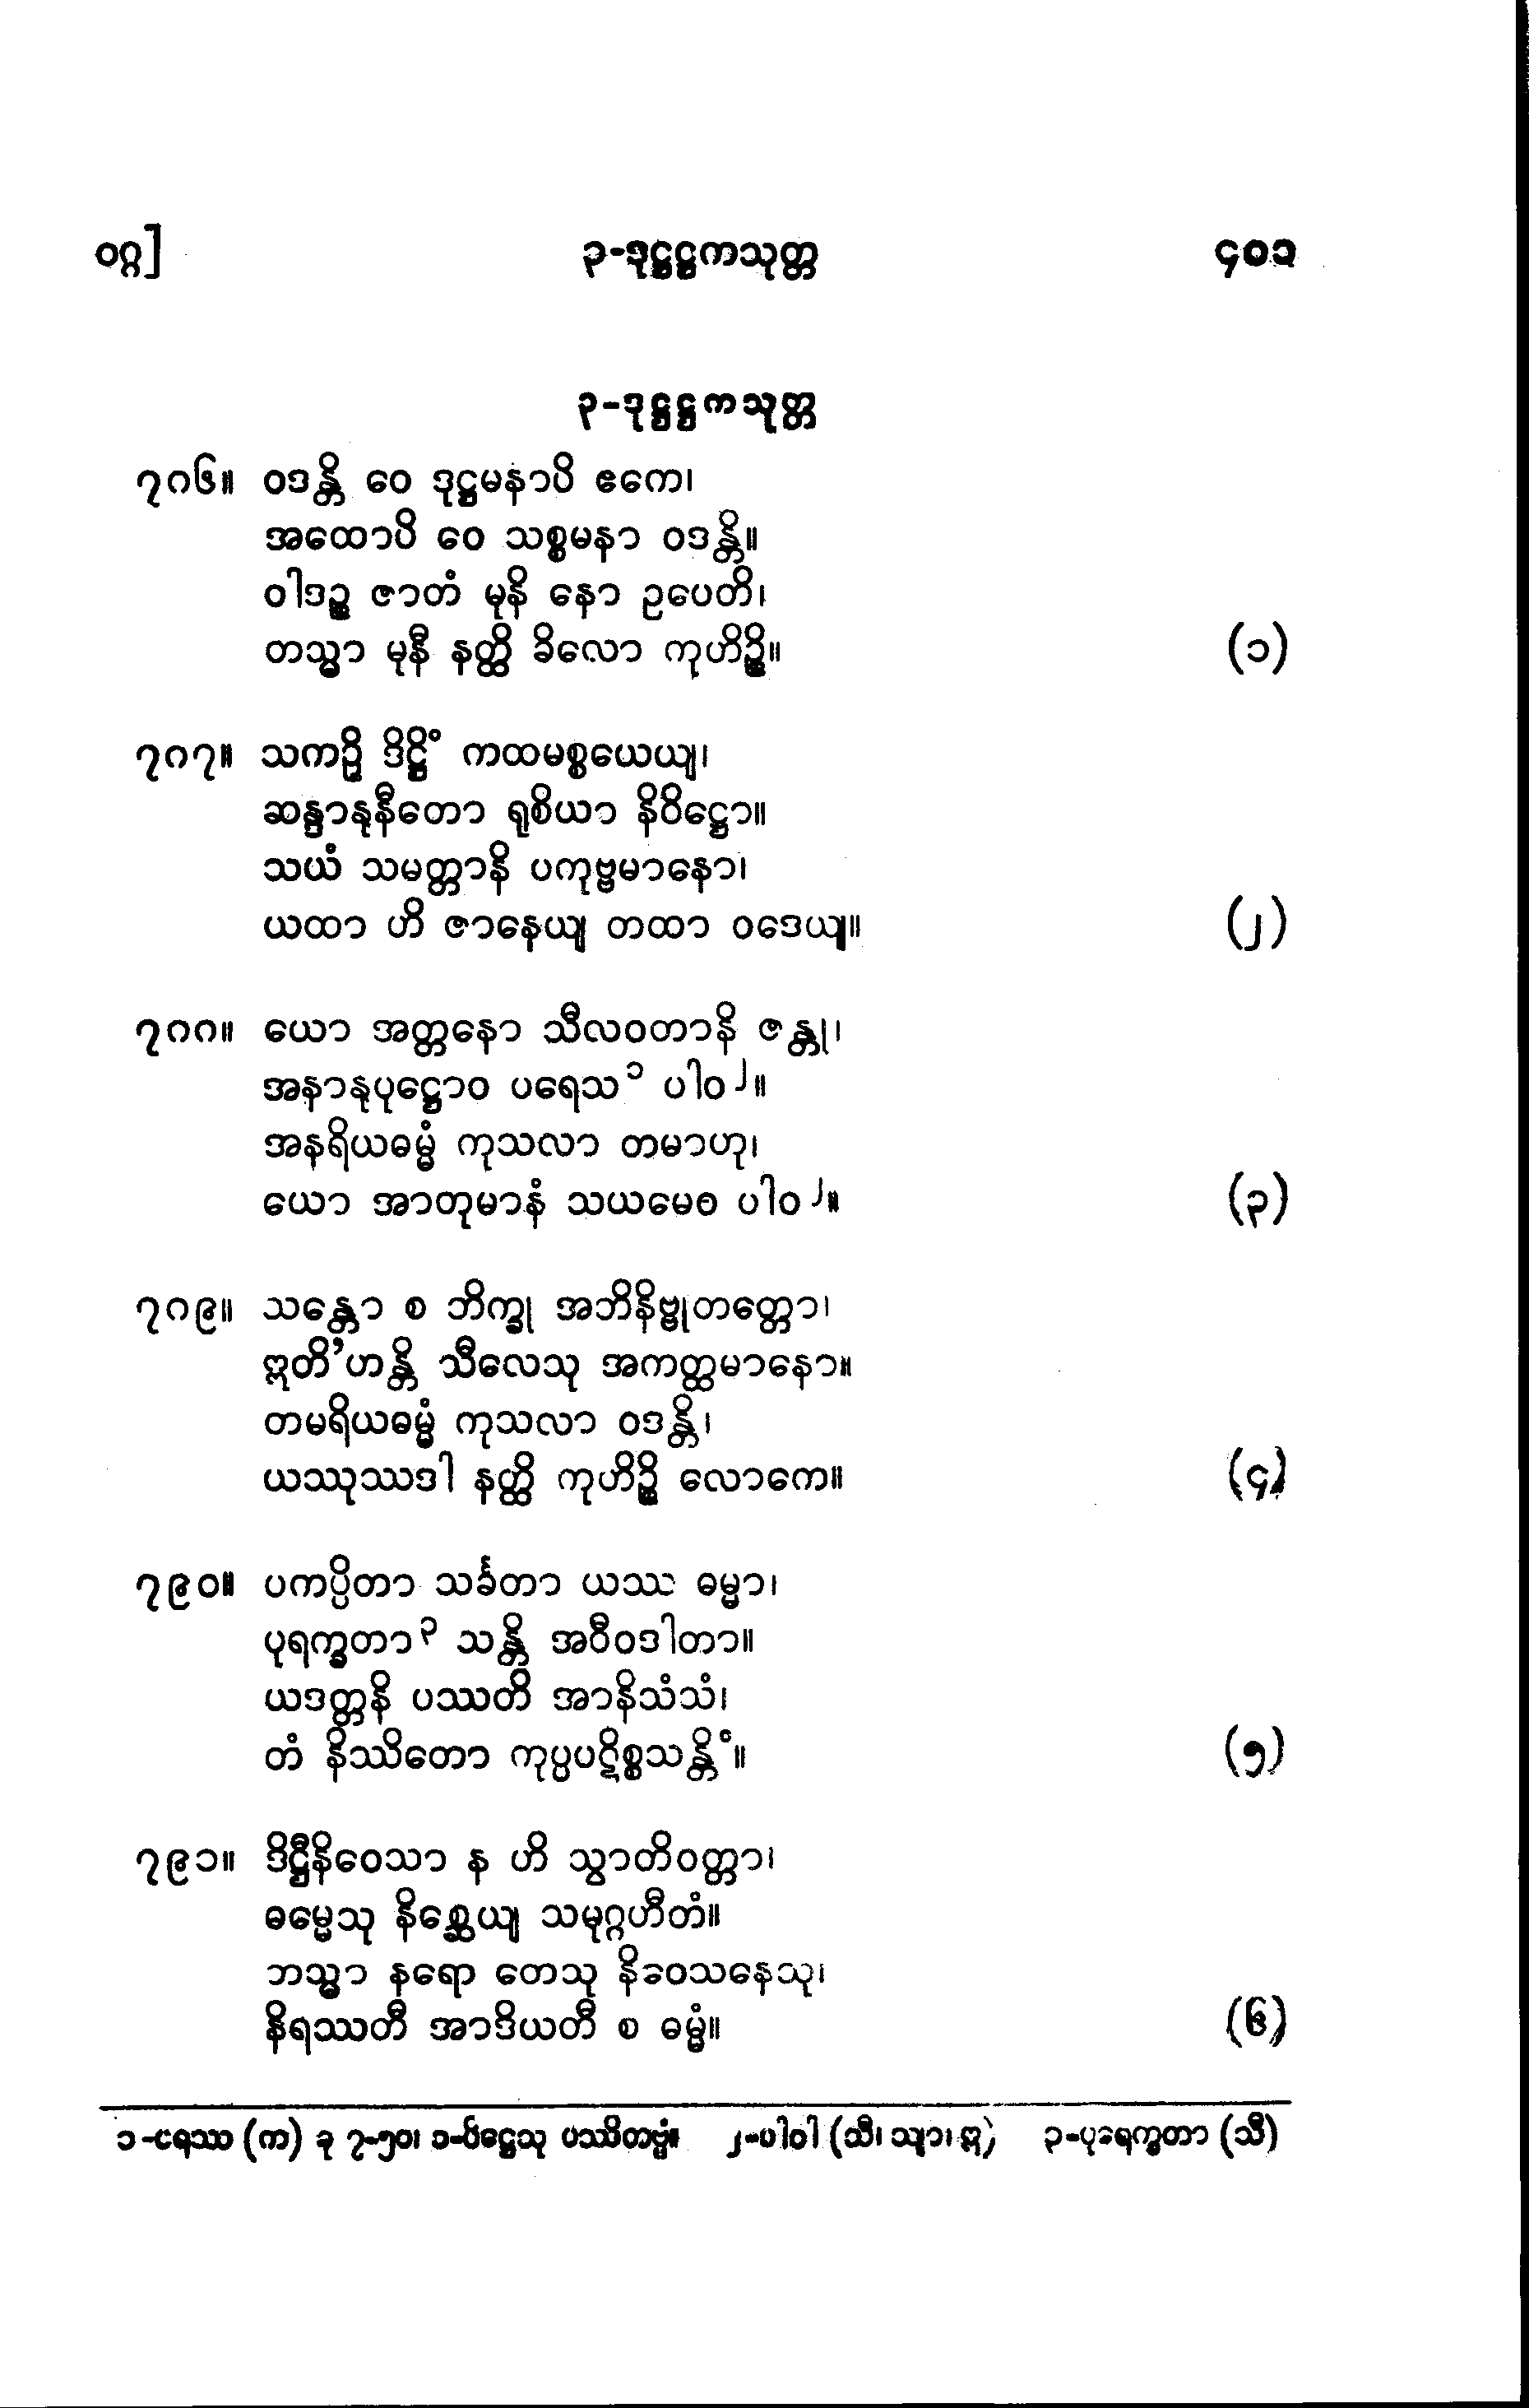 ဝဂ္ဂ]
၃-ဒုဋ္ဌဋ္ဌကသုတ္တ
၄၀၁
၃-ဒုဋ္ဌဋ္ဌကသုတ္တ
၇၈၆။ ဝဒန္တိ ဝေ ဒုဋ္ဌမနာပိ ဧကေ၊
အထောပိ ဝေ သစ္စမနာ ဝဒန္တိ။
ဝါဒဉ္စ ဇာတံ မုနိ နော ဥပေတိ၊
တသ္မာ မုနီ နတ္ထိ ခိလော ကုဟိဉ္စိ။ (၁)
၇၈၇။ သကဉှိ ဒိဋ္ဌိံ ကထမစ္စယေယျ၊
ဆန္ဒာနုနီတော ရုစိယာ နိဝိဋ္ဌော။
သယံ သမတ္တာနိ ပကုဗ္ဗမာနော၊
ယထာ ဟိ ဇာနေယျ တထာ ဝဒေယျ။ (၂)
၇၈၈။ ယော အတ္တနော သီလဝတာနိ ဇန္တု၊
အနာနုပုဋ္ဌောဝ ပရေသ ၁ ပါဝ ၂။
အနရိယဓမ္မံ ကုသလာ တမာဟု၊
ယော အာတုမာနံ သယမေစ ပါဝ ၂။ (၃)
၇၈၉။ သန္တော စ ဘိက္ခု အဘိနိဗ္ဗုတတ္တော၊
ဣတိ’ဟန္တိ သီလေသု အကတ္ထမာနော။
တမရိယဓမ္မံ ကုသလာ ဝဒန္တိ၊
ယဿုဿဒါ နတ္ထိ ကုဟိဉ္စိ လောကေ။ (၄)
၇၉၀။ ပကပ္ပိတာ သင်္ခတာ ယဿ ဓမ္မာ၊
ပုရက္ခတာ ၃ သန္တိ အဝီဝဒါတာ။
ယဒတ္တနိ ပဿတိ အာနိသံသံ၊
တံ နိဿိတော ကုပ္ပပဋိစ္စသန္တိံ။ (၅)
၇၉၁။ ဒိဋ္ဌီနိဝေသာ န ဟိ သွာတိဝတ္တာ၊
ဓမ္မေသု နိစ္ဆေယျ သမုဂ္ဂဟီတံ။
ဘသ္မာ နရော တေသု နိဝေသနေသု၊
နိရဿတီ အာဒိယတီ စ ဓမ္မံ။ (၆)
၁-ပရဿ (က) ခု ၇-၅၀၊ ၁-ပိဋ္ဌေသု ပဿိတဗ္ဗံ။ ၂-ပါဝါ (သီ၊ သျာ၊ ဣ) ၃-ပုရေက္ခတာ (သီ)